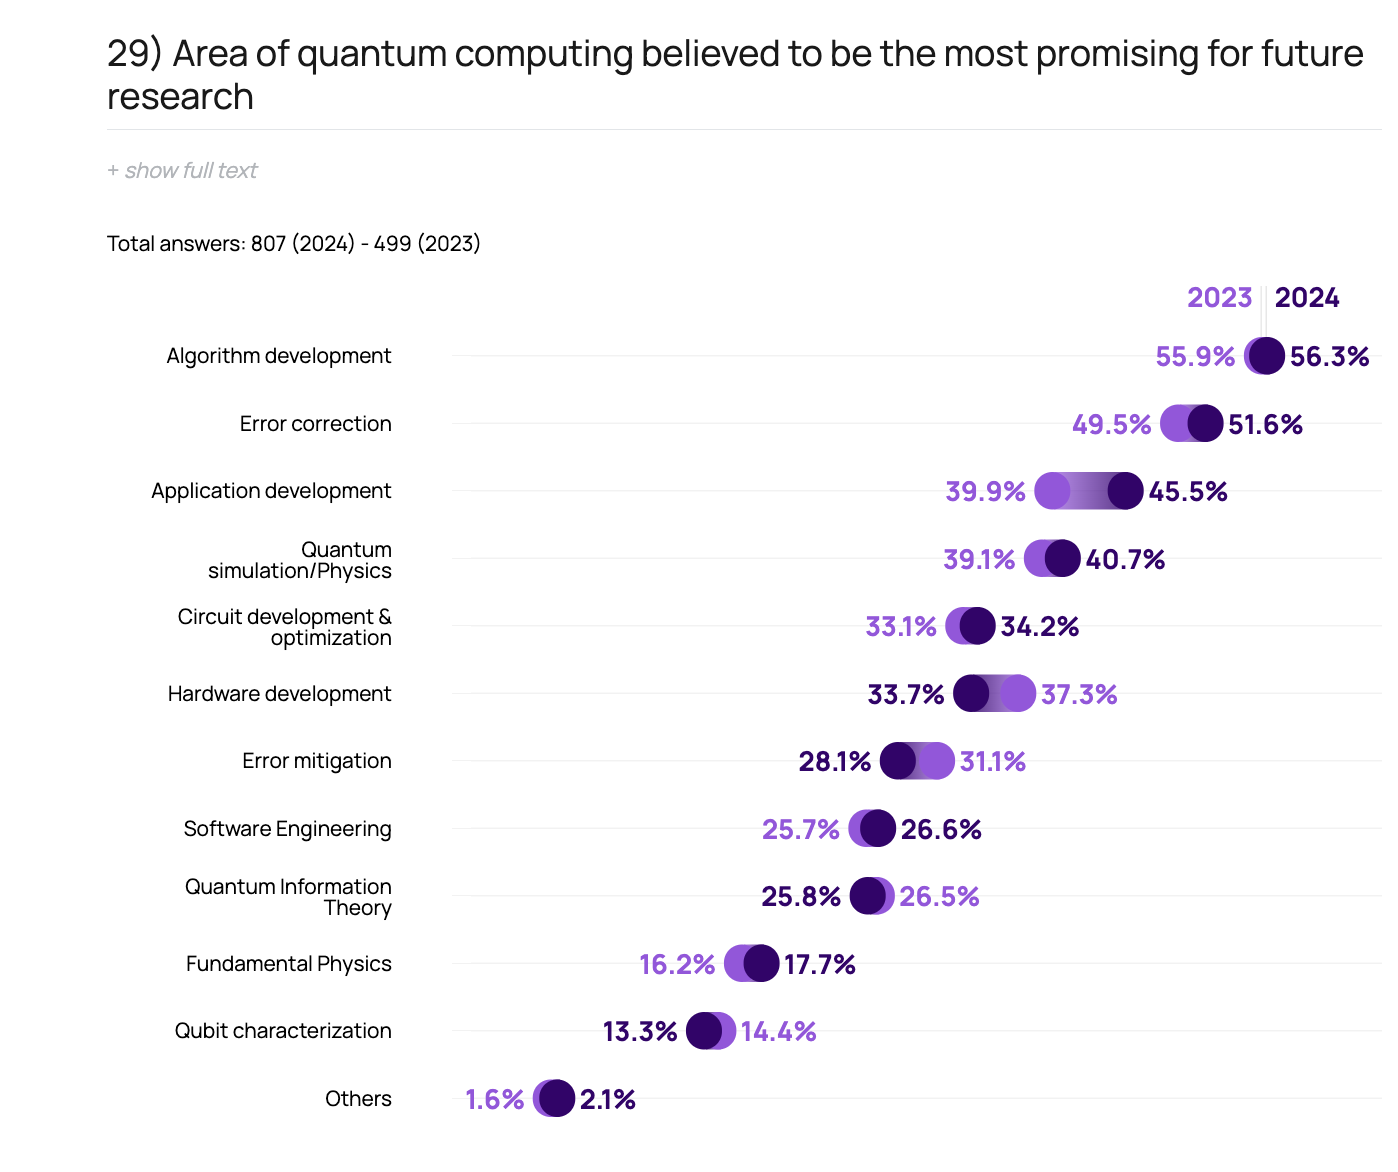 29) Area of quantum computing believed to be the most promising for future
research
+ show full text
Total answers: 807 (2024) - 499 (2023)
2023 2024
Algorithm development 55.9% 56.3%
Error correction 49.5% 51.6%
Application development 39.9% 45.5%
Quantum
simulation/Physics 39.1% 40.7%
Circuit development &
optimization 33.1% 34.2%
Hardware development 33.7% 37.3%
Error mitigation 28.1% 31.1%
Software Engineering 25.7% 26.6%
Quantum Information
Theory 25.8% 26.5%
Fundamental Physics 16.2% 17.7%
Qubit characterization 13.3% 14.4%
Others 1.6% 2.1%